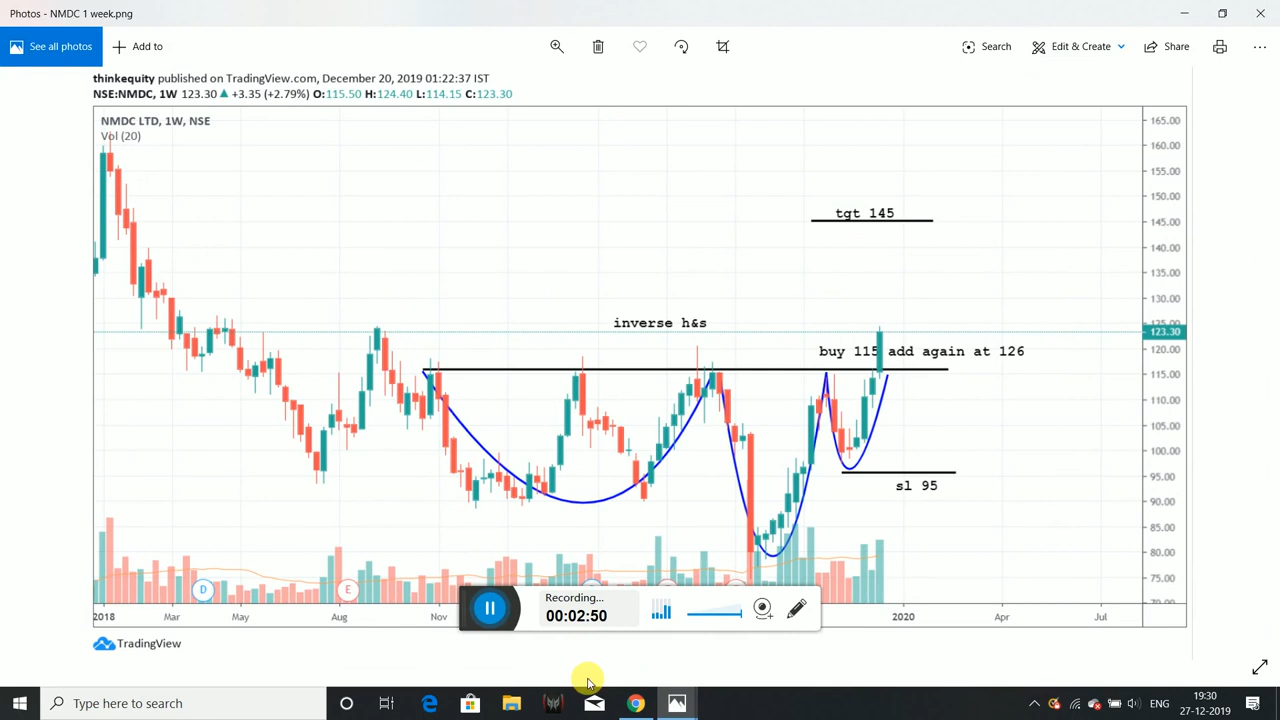 Photos - NMDC 1 week.png
See all photos
Add to
Search
Edit & Create
Share
thinkequity published on TradingView.com, December 20, 2019 01:22:37 IST
NSE:NMDC, 1W 123.30 ▲ +3.35 (+2.79%) O:115.50 H:124.40 L:114.15 C:123.30
NMDC LTD, 1W, NSE
Vol (20)
165.00
160.00
155.00
150.00
tgt 145
145.00
140.00
135.00
130.00
inverse h&s
125.00
123.30
buy 115 add again at 126
120.00
115.00
110.00
105.00
100.00
95.00
sl 95
90.00
85.00
80.00
75.00
70.00
D
E
Recording...
00:02:50
2018 Mar May Aug Nov 2020 Apr Jul
TradingView
Type here to search
ENG
19:30
27-12-2019